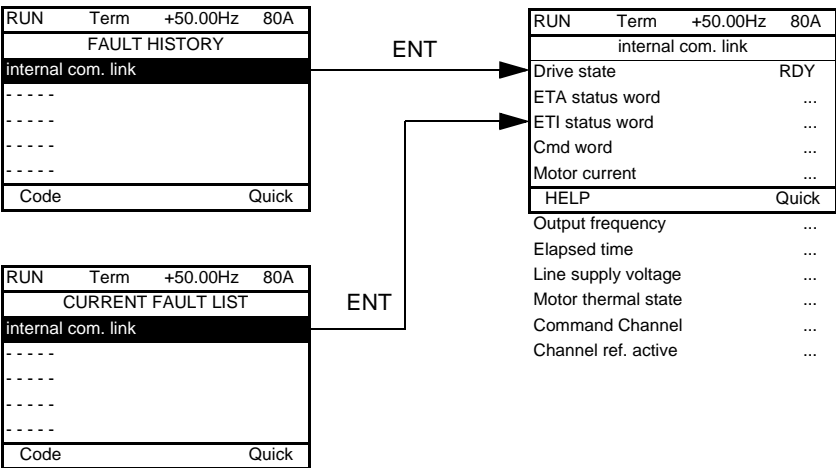 RUN Term +50.00Hz 80A
FAULT HISTORY
internal com. link
- - - - -
- - - - -
- - - - -
- - - - -
Code Quick
ENT
RUN Term +50.00Hz 80A
CURRENT FAULT LIST
internal com. link
- - - - -
- - - - -
- - - - -
- - - - -
Code Quick
ENT
RUN Term +50.00Hz 80A
internal com. link
Drive state RDY
ETA status word ...
ETI status word ...
Cmd word ...
Motor current ...
HELP Quick
Output frequency ...
Elapsed time ...
Line supply voltage ...
Motor thermal state ...
Command Channel ...
Channel ref. active ...